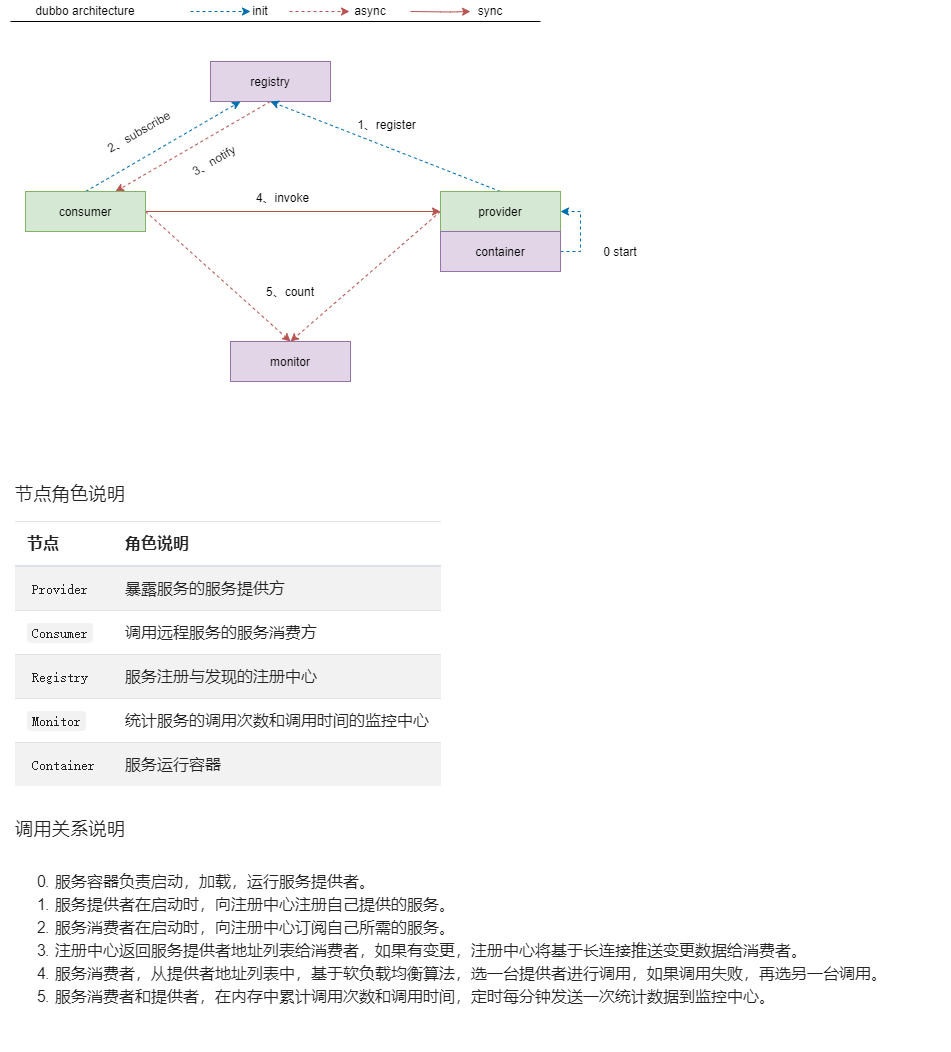 dubbo architecture init async sync
registry
2、subscribe
1、register
3、notify
4、invoke
consumer
provider
container
0 start
5、count
monitor
节点角色说明
节点 角色说明
Provider 暴露服务的服务提供方
Consumer 调用远程服务的服务消费方
Registry 服务注册与发现的注册中心
Monitor 统计服务的调用次数和调用时间的监控中心
Container 服务运行容器
调用关系说明
0. 服务容器负责启动，加载，运行服务提供者。
1. 服务提供者在启动时，向注册中心注册自己提供的服务。
2. 服务消费者在启动时，向注册中心订阅自己所需的服务。
3. 注册中心返回服务提供者地址列表给消费者，如果有变更，注册中心将基于长连接推送变更数据给消费者。
4. 服务消费者，从提供者地址列表中，基于软负载均衡算法，选一台提供者进行调用，如果调用失败，再选另一台调用。
5. 服务消费者和提供者，在内存中累计调用次数和调用时间，定时每分钟发送一次统计数据到监控中心。